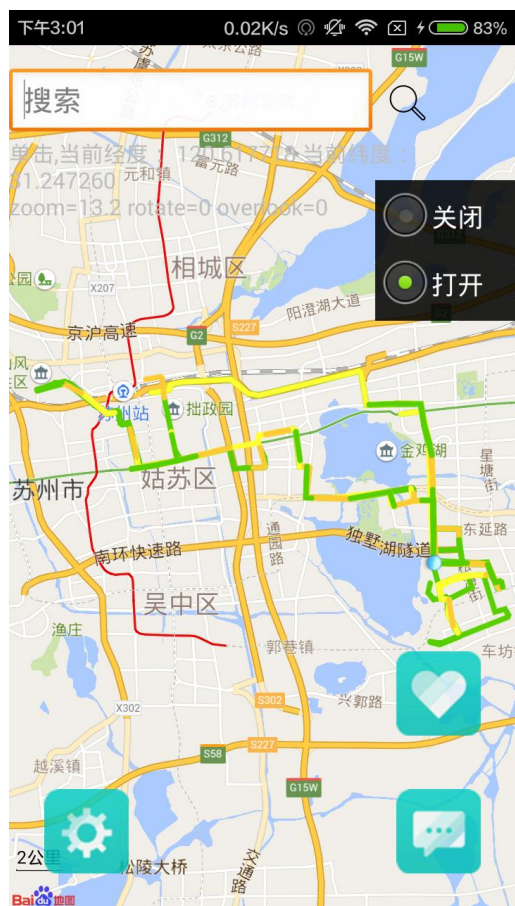 下午3:01
0.02K/s
83%
G15W
搜索
G312
单击,当前经度：120.617718 当前纬度：
31.247260
元和镇
富元路
zoom=13.2 rotate=0 overlook=0
关闭
相城区
公园
X207
打开
阳澄湖大道
京沪高速
G2
S227
苏州站
拙政园
金鸡湖
星塘街
苏州市
姑苏区
通园路
独墅湖隧道
东延路
南环快速路
吴中区
渔庄
郭巷镇
车坊
X302
S302
兴郭路
S58
S227
越溪镇
G15W
2公里
松陵大桥
交通路
Bai du 地图